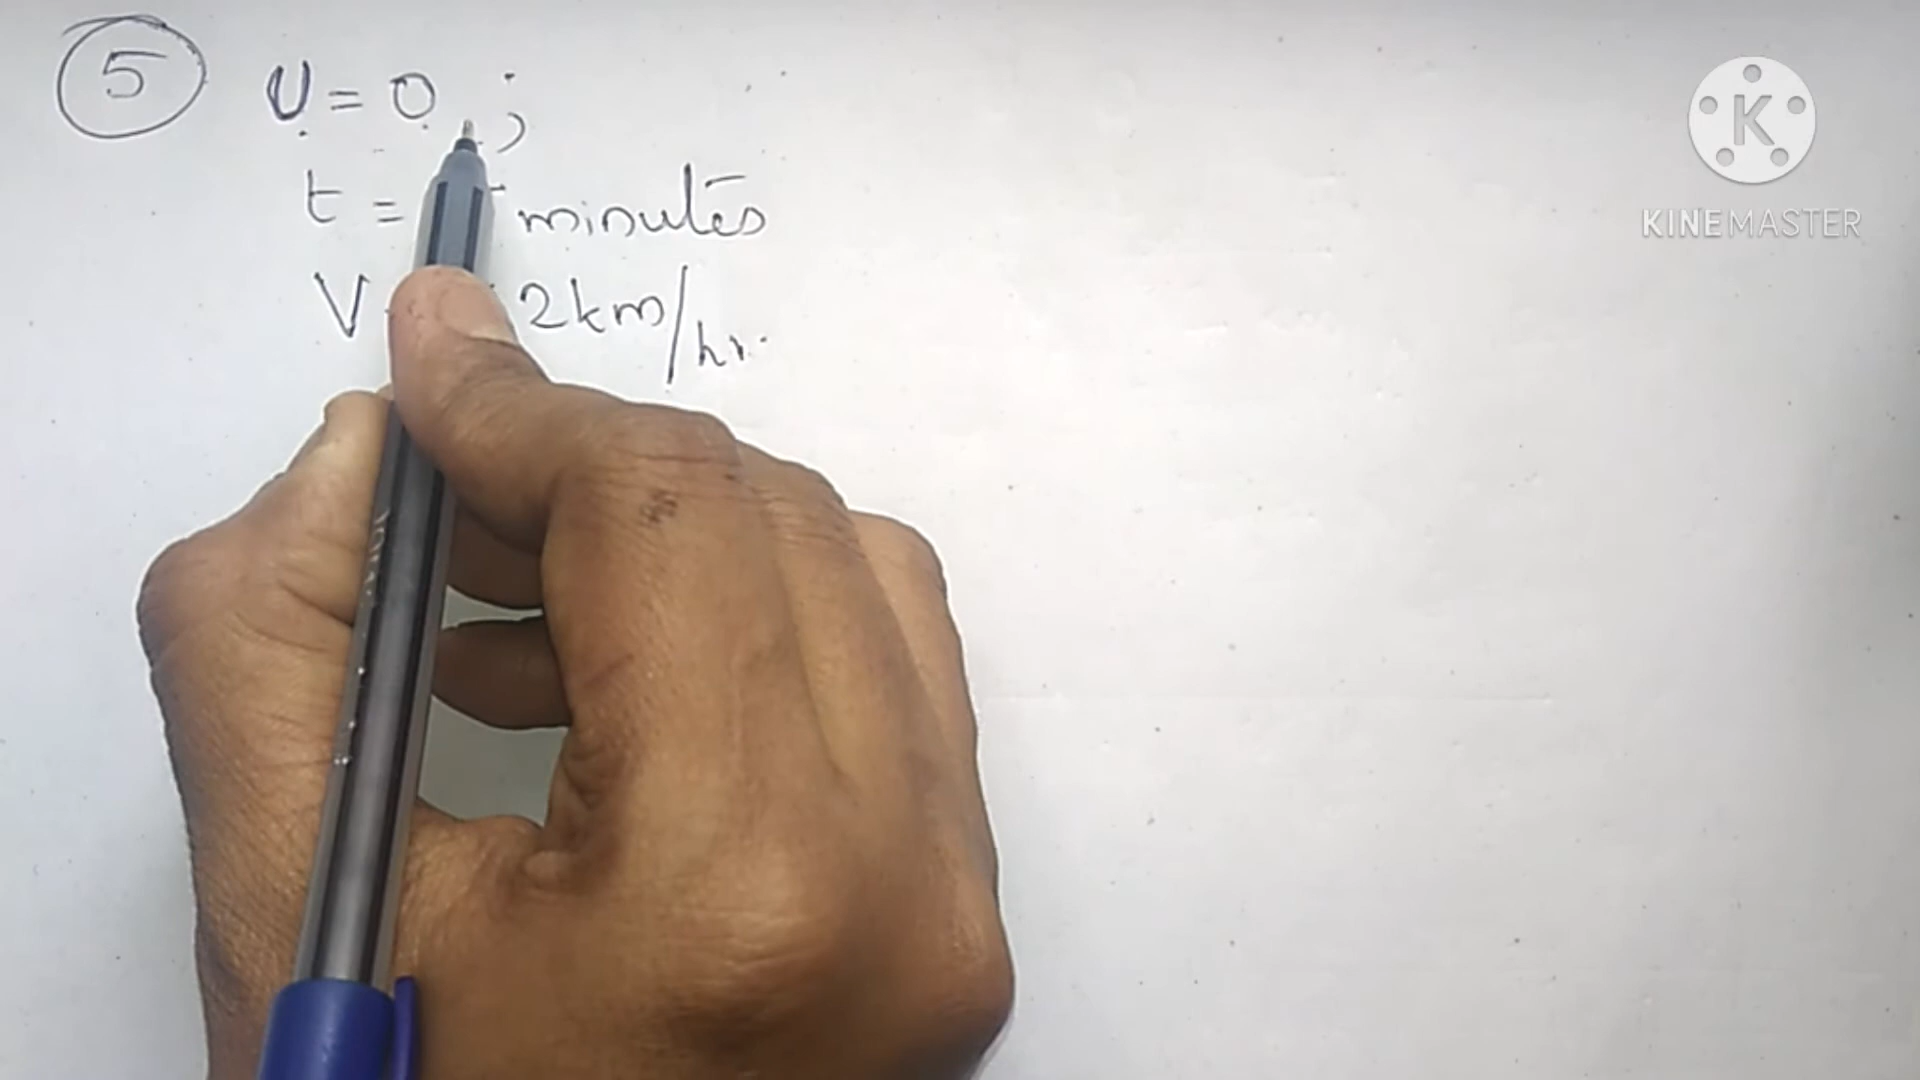 5 U = 0 ;
t = minutes
V 2km/hr.
K
KINEMASTER